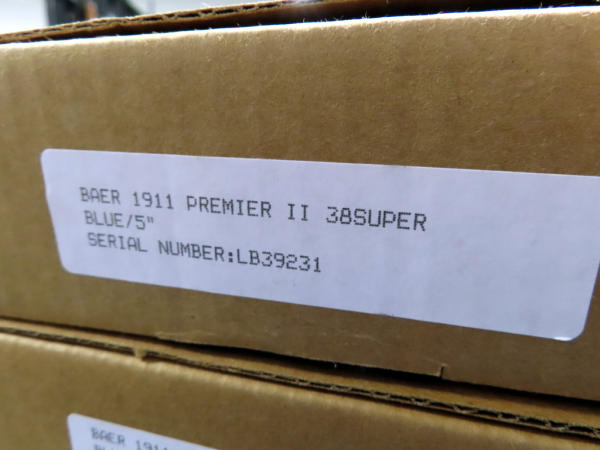 BAER 1911 PREMIER II 38SUPER
BLUE/5"
SERIAL NUMBER:LB39231
BAER 1911